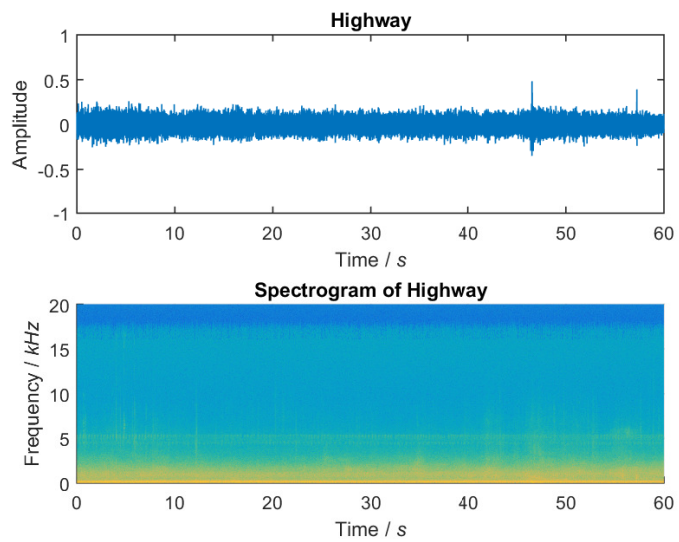 Highway
1
0.5
0
-0.5
-1
Amplitude
0 10 20 30 40 50 60
Time / s
Spectrogram of Highway
20
15
10
5
0
Frequency / kHz
0 10 20 30 40 50 60
Time / s